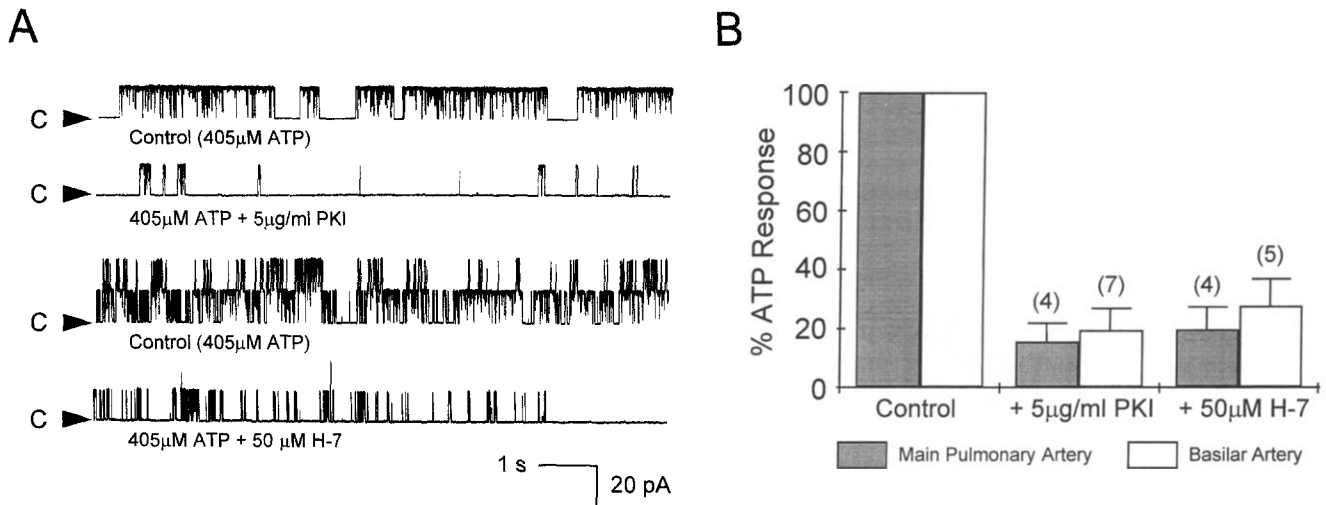 A
C
Control (405μM ATP)
C
405μM ATP + 5μg/ml PKI
C
Control (405μM ATP)
C
405μM ATP + 50 μM H-7
1 s
20 pA
B
% ATP Response
100
80
60
40
20
0
(4)
(7)
(4)
(5)
Control
+ 5μg/ml PKI
+ 50μM H-7
Main Pulmonary Artery
Basilar Artery